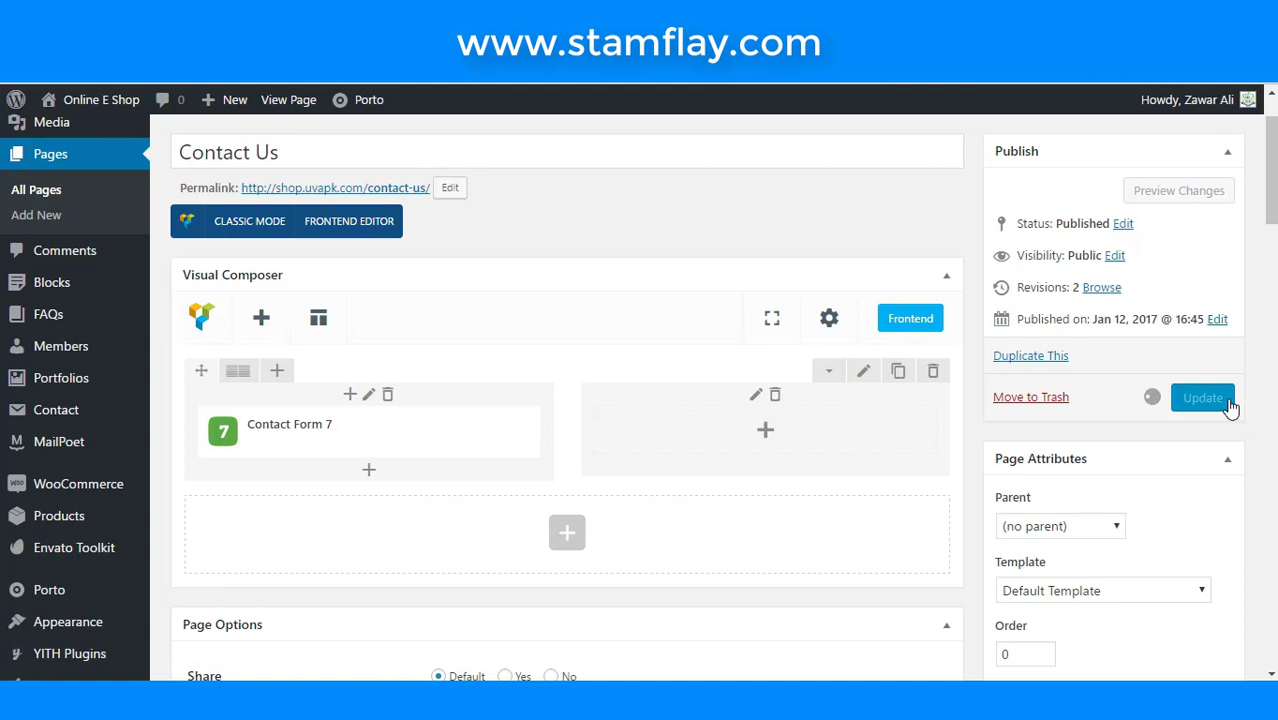 www.stamflay.com
Online E Shop 0 New View Page Porto Howdy, Zawar Ali
Media
Pages
All Pages
Add New
Comments
Blocks
FAQs
Members
Portfolios
Contact
MailPoet
WooCommerce
Products
Envato Toolkit
Porto
Appearance
YITH Plugins
Contact Us
Permalink: http://shop.uvapk.com/contact-us/ Edit
CLASSIC MODE FRONTEND EDITOR
Visual Composer
Frontend
7 Contact Form 7
Page Options
Share Default Yes No
Publish
Preview Changes
Status: Published Edit
Visibility: Public Edit
Revisions: 2 Browse
Published on: Jan 12, 2017 @ 16:45 Edit
Duplicate This
Move to Trash Update
Page Attributes
Parent
(no parent)
Template
Default Template
Order
0